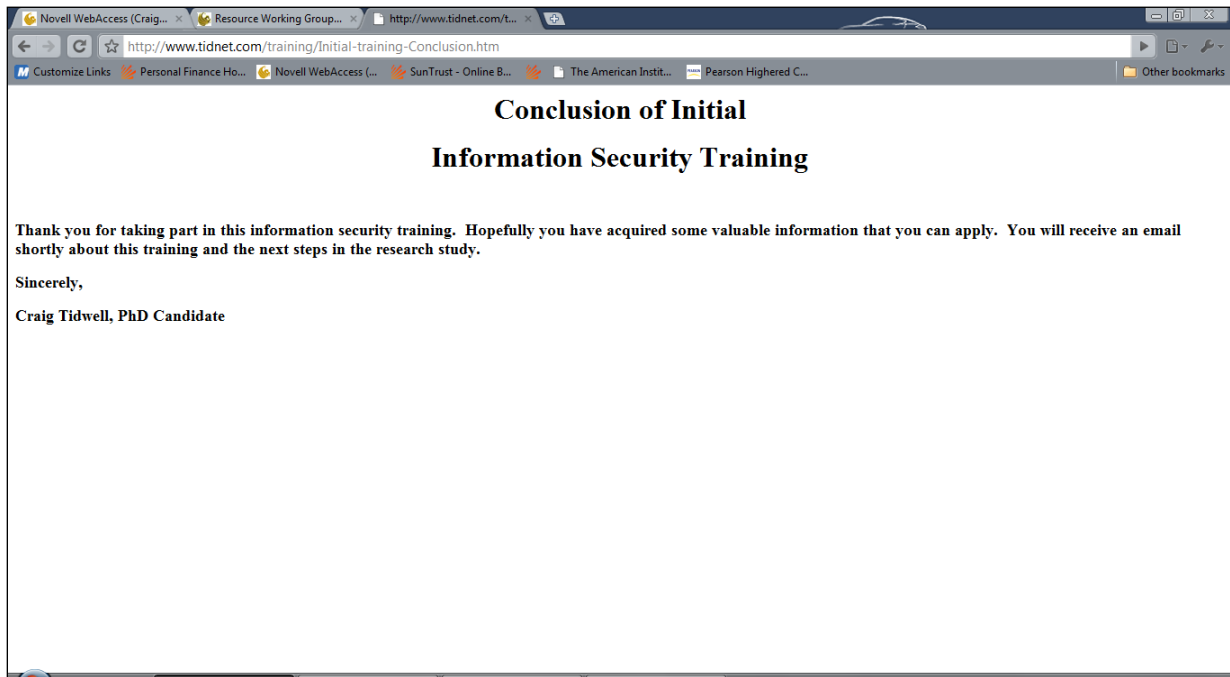 Novell WebAccess (Craig...
Resource Working Group...
http://www.tidnet.com/t...
http://www.tidnet.com/training/Initial-training-Conclusion.htm
Customize Links
Personal Finance Ho...
Novell WebAccess (...
SunTrust - Online B...
The American Instit...
Pearson Highered C...
Other bookmarks
Conclusion of Initial
Information Security Training
Thank you for taking part in this information security training.  Hopefully you have acquired some valuable information that you can apply.  You will receive an email
shortly about this training and the next steps in the research study.
Sincerely,
Craig Tidwell, PhD Candidate